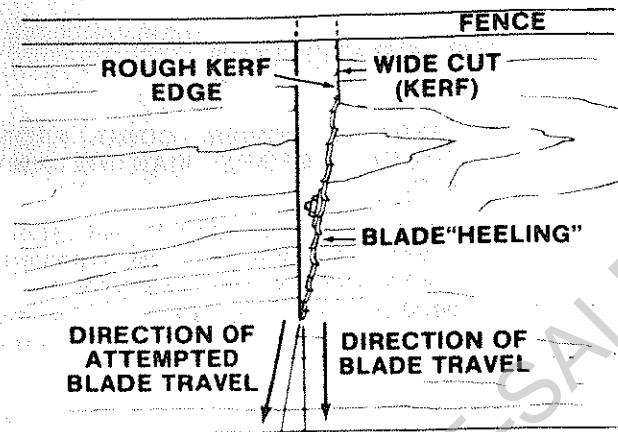 FENCE
ROUGH KERF
EDGE
WIDE CUT
(KERF)
BLADE"HEELING"
DIRECTION OF
ATTEMPTED
BLADE TRAVEL
DIRECTION OF
BLADE TRAVEL